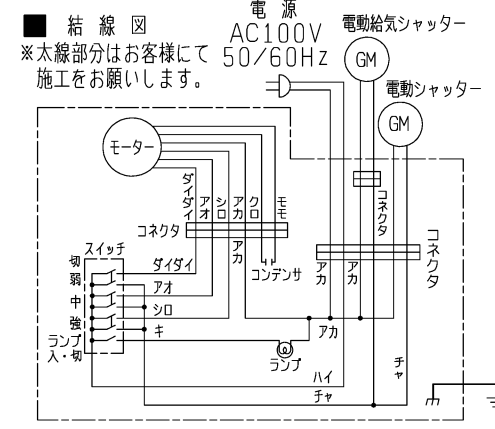 ■ 結線図
※太線部分はお客様にて
施工をお願いします。
電源
AC100V
50/60Hz
電動給気シャッター
GM
電動シャッター
GM
モーター
ダイダイ
アオ
シロ
アカ
クロ
モモ
コネクタ
コネクタ
アカ
コンデンサ
アカ
アカ
コネクタ
スイッチ
切
弱
中
強
ランプ
入・切
ダイダイ
アオ
シロ
キ
アカ
ランプ
ハイ
チャ
チャ